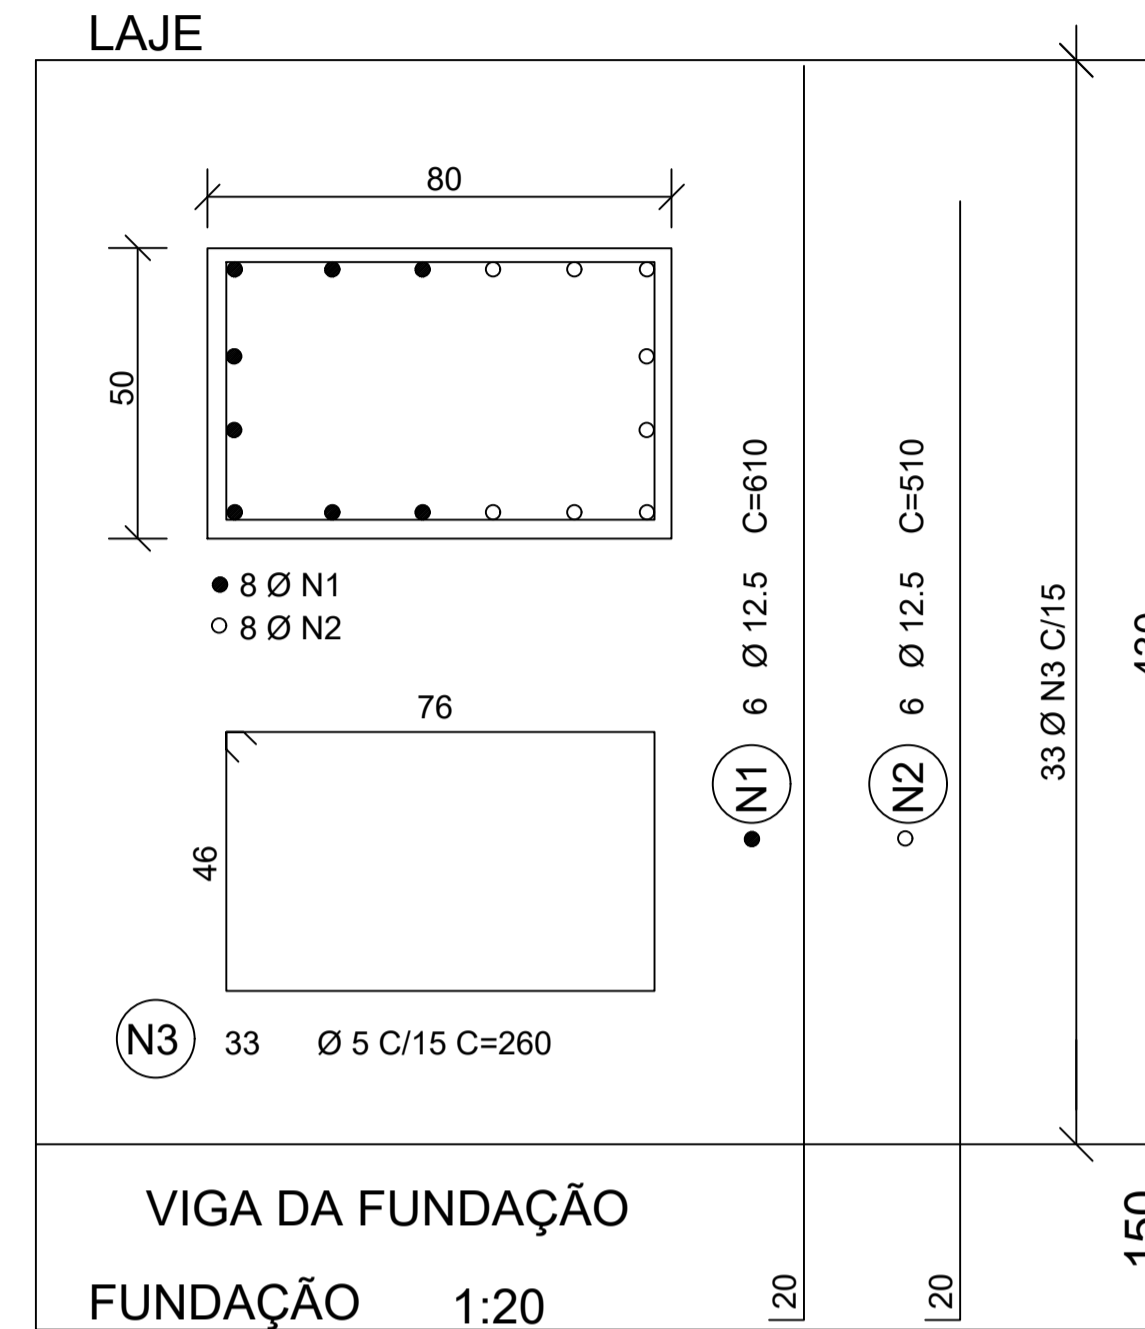 LAJE
80
50
● 8 Ø N1
○ 8 Ø N2
76
46
N3 33 Ø 5 C/15 C=260
N1 6 Ø 12.5 C=610
N2 6 Ø 12.5 C=510
33 Ø N3 C/15
VIGA DA FUNDAÇÃO
150
FUNDAÇÃO 1:20
20
20